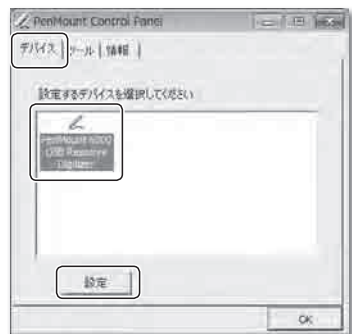 PenMount Control Panel
デバイス ツール 情報
設定するデバイスを選択してください
PenMount 6000
USB Resistive
Digitizer
設定
OK